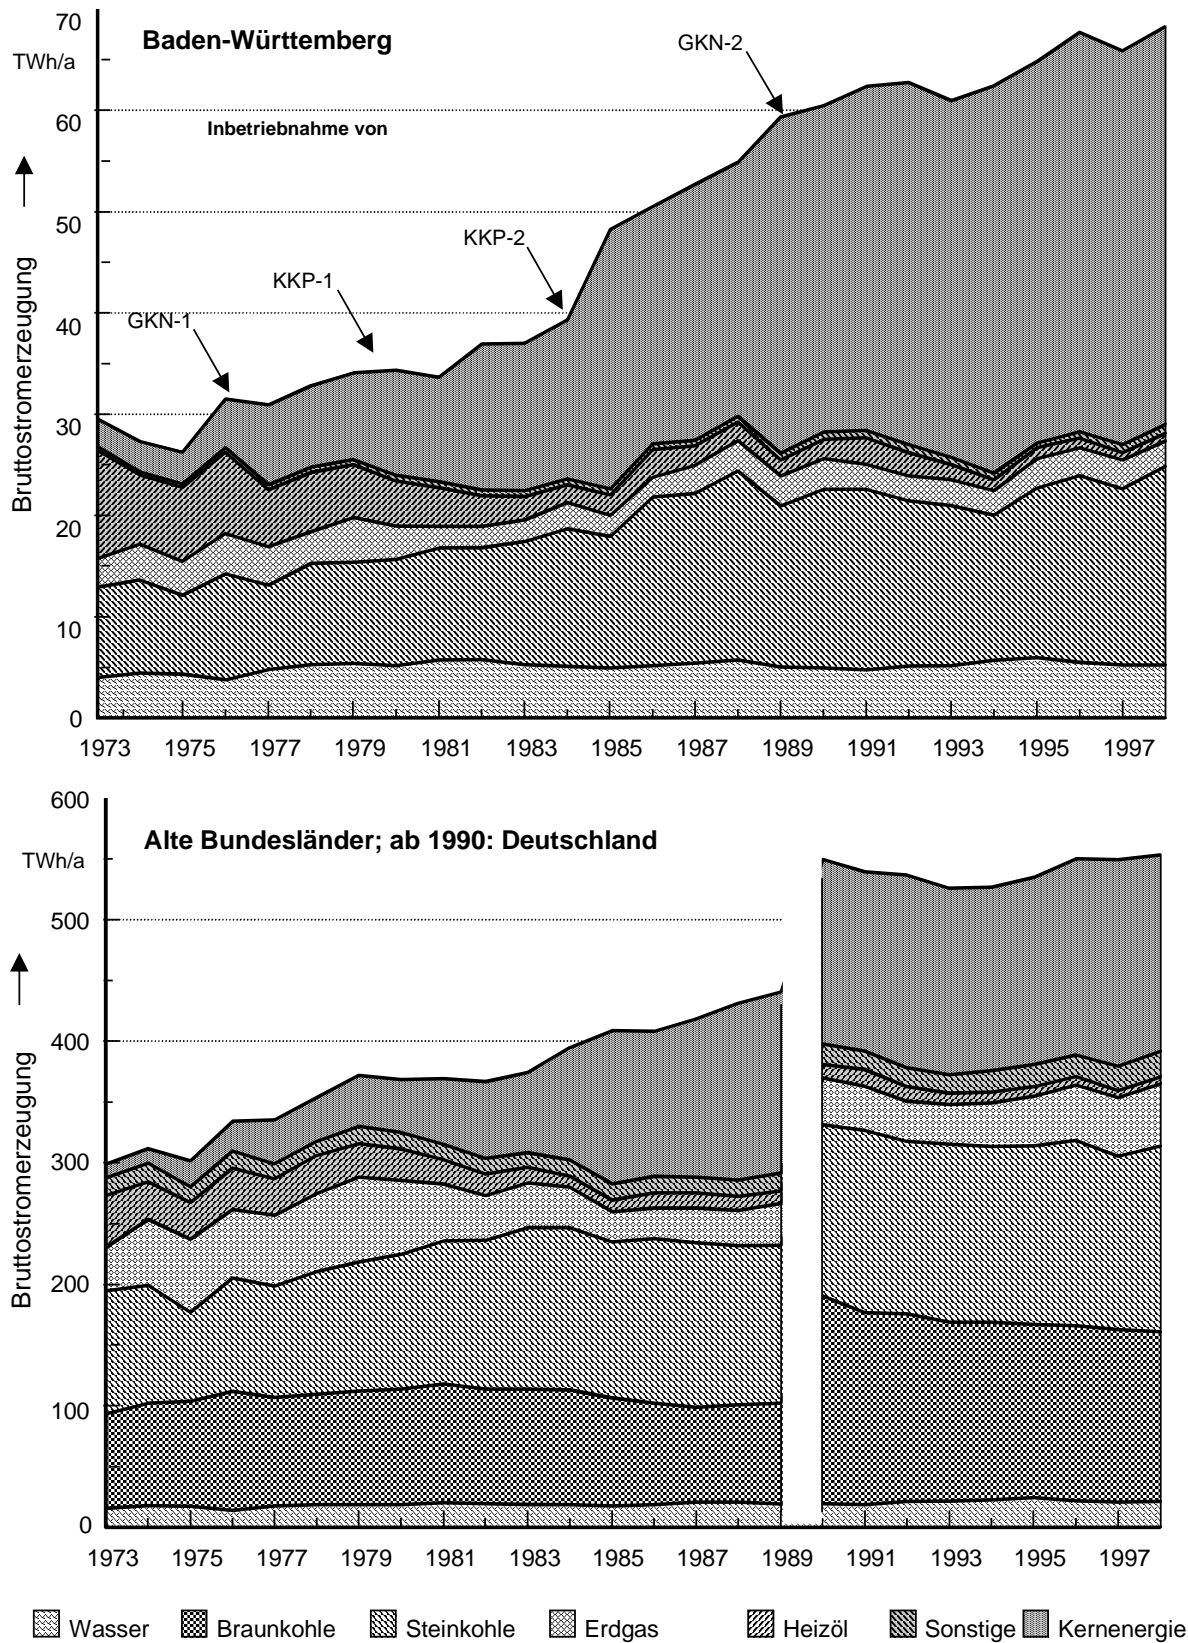 70
Baden-Württemberg
GKN-2
TWh/a
60
Inbetriebnahme von
50
KKP-2
KKP-1
40
GKN-1
30
Bruttostromerzeugung
20
10
0
1973 1975 1977 1979 1981 1983 1985 1987 1989 1991 1993 1995 1997
600
Alte Bundesländer; ab 1990: Deutschland
TWh/a
500
400
Bruttostromerzeugung
300
200
100
0
1973 1975 1977 1979 1981 1983 1985 1987 1989 1991 1993 1995 1997
Wasser Braunkohle Steinkohle Erdgas Heizöl Sonstige Kernenergie